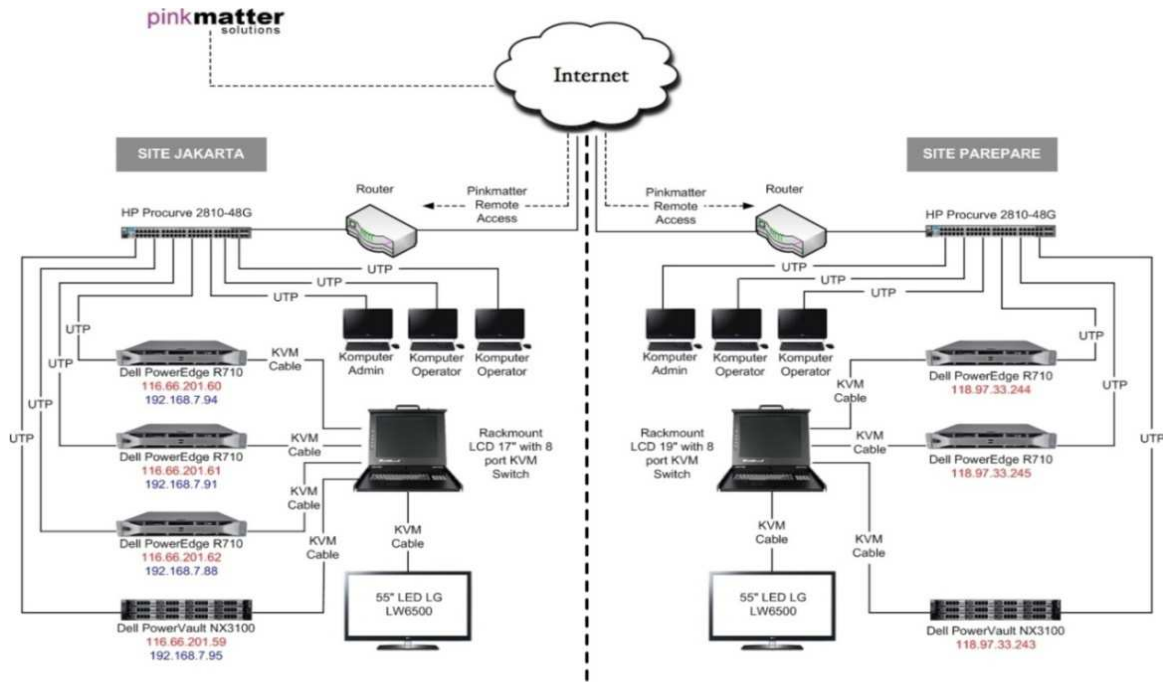 pinkmatter
solutions
Internet
SITE JAKARTA
SITE PAREPARE
Router
Pinkmatter
Remote
Access
Pinkmatter
Remote
Access
Router
HP Procurve 2810-48G
HP Procurve 2810-48G
UTP
UTP
UTP
UTP
UTP
UTP
UTP
UTP
UTP
UTP
UTP
UTP
UTP
Komputer
Admin
Komputer
Operator
Komputer
Operator
Komputer
Admin
Komputer
Operator
Komputer
Operator
KVM
Cable
Dell PowerEdge R710
116.66.201.60
192.168.7.94
KVM
Cable
Dell PowerEdge R710
118.97.33.244
KVM
Cable
Dell PowerEdge R710
116.66.201.61
192.168.7.91
Rackmount
LCD 17" with 8
port KVM
Switch
Rackmount
LCD 19" with 8
port KVM
Switch
KVM
Cable
Dell PowerEdge R710
118.97.33.245
KVM
Cable
Dell PowerEdge R710
116.66.201.62
192.168.7.88
KVM
Cable
KVM
Cable
KVM
Cable
KVM
Cable
55" LED LG
LW6500
55" LED LG
LW6500
Dell PowerVault NX3100
116.66.201.59
192.168.7.95
Dell PowerVault NX3100
118.97.33.243